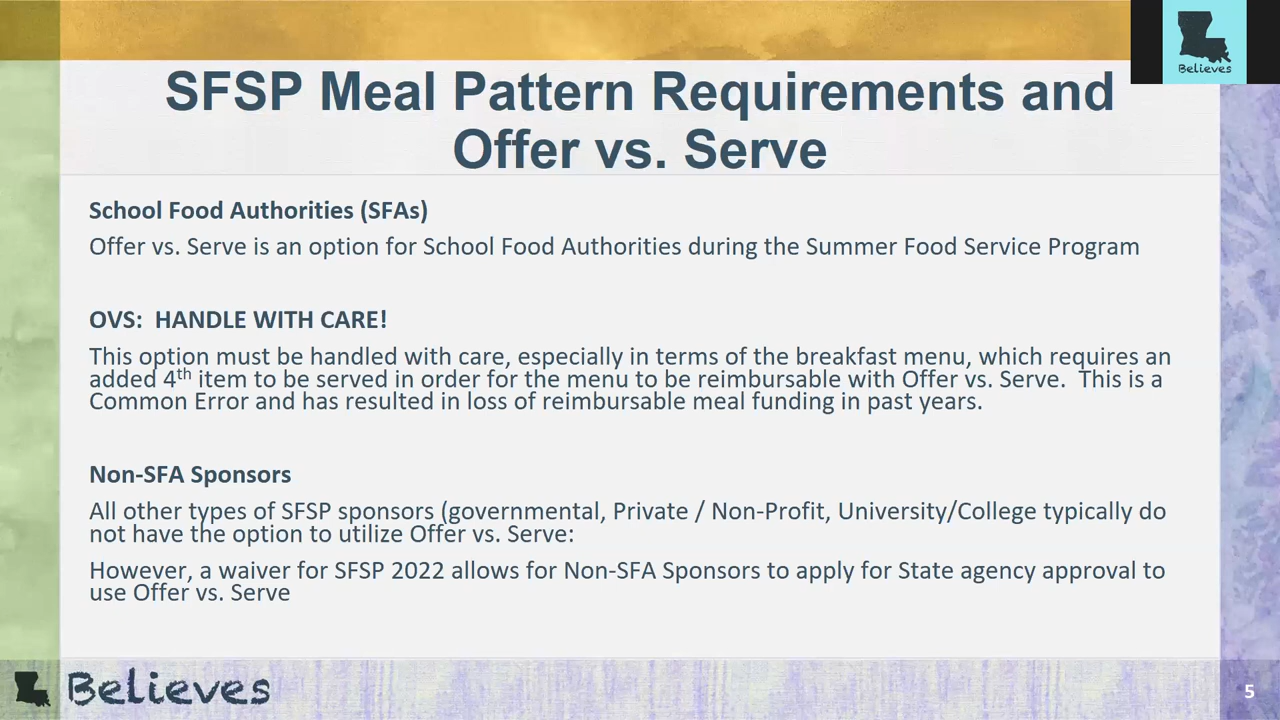 Believes
SFSP Meal Pattern Requirements and
Offer vs. Serve
School Food Authorities (SFAs)
Offer vs. Serve is an option for School Food Authorities during the Summer Food Service Program
OVS:  HANDLE WITH CARE!
This option must be handled with care, especially in terms of the breakfast menu, which requires an
added 4th item to be served in order for the menu to be reimbursable with Offer vs. Serve.  This is a
Common Error and has resulted in loss of reimbursable meal funding in past years.
Non-SFA Sponsors
All other types of SFSP sponsors (governmental, Private / Non-Profit, University/College typically do
not have the option to utilize Offer vs. Serve:
However, a waiver for SFSP 2022 allows for Non-SFA Sponsors to apply for State agency approval to
use Offer vs. Serve
Believes
5